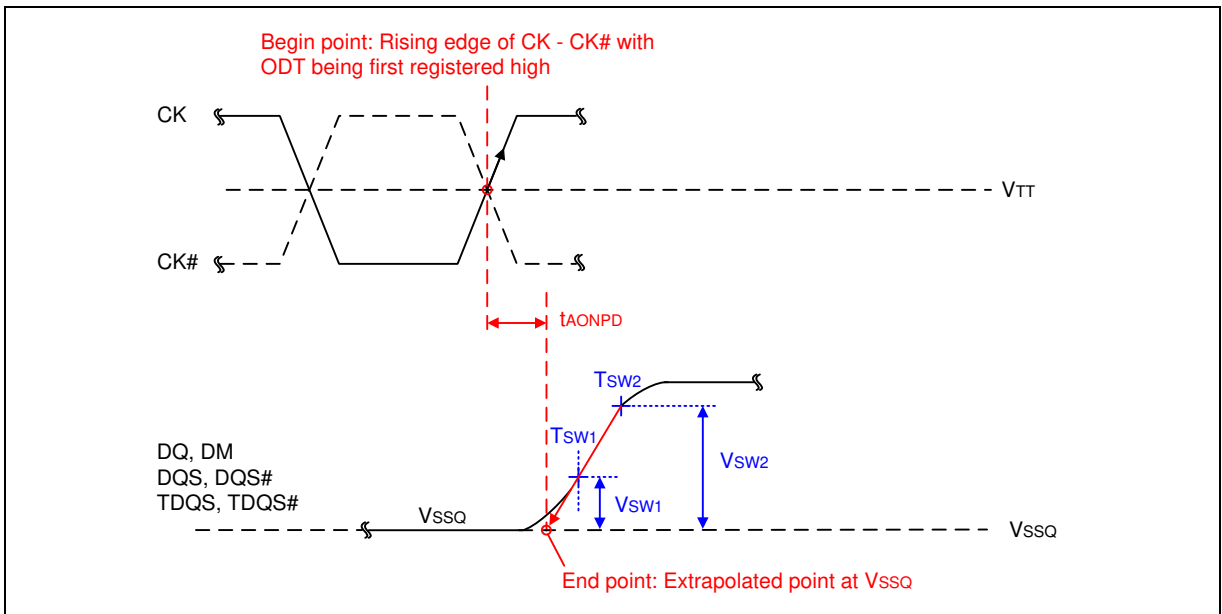 Begin point: Rising edge of CK - CK# with
ODT being first registered high
CK
VTT
CK#
tAONPD
TSW2
TSW1
DQ, DM
DQS, DQS#
TDQS, TDQS#
VSW2
VSW1
VSSQ
VSSQ
End point: Extrapolated point at VSSQ